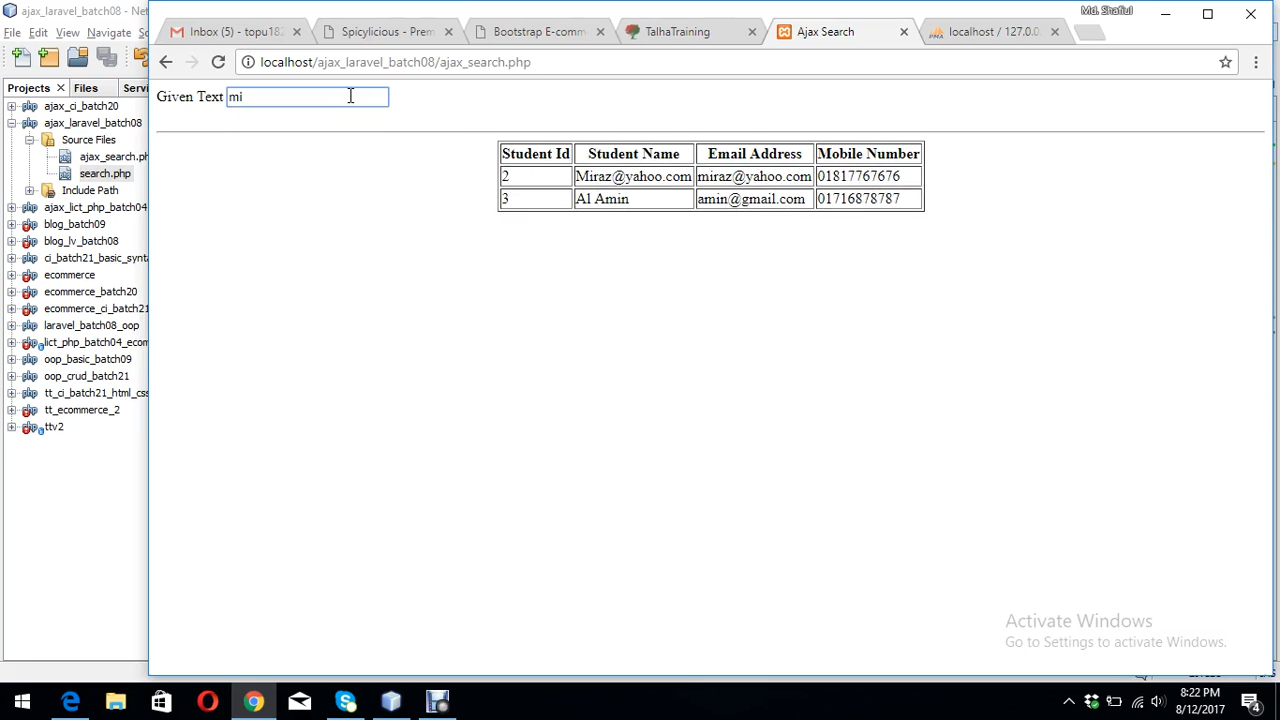 ajax_laravel_batch08 - Net
Md. Shafiul
File Edit View Navigate
Inbox (5) - topu182
Spicylicious - Prem
Bootstrap E-comm
TalhaTraining
Ajax Search
localhost / 127.0.0.
localhost/ajax_laravel_batch08/ajax_search.php
Projects Files Servi
Given Text mi
ajax_ci_batch20
ajax_laravel_batch08
Source Files
ajax_search.ph
search.php
Include Path
ajax_lict_php_batch04
blog_batch09
blog_lv_batch08
ci_batch21_basic_synta
ecommerce
ecommerce_batch20
ecommerce_ci_batch21
laravel_batch08_oop
lict_php_batch04_ecom
oop_basic_batch09
oop_crud_batch21
tt_ci_batch21_html_css
tt_ecommerce_2
ttv2
Student Id Student Name Email Address Mobile Number
2 Miraz@yahoo.com miraz@yahoo.com 01817767676
3 Al Amin amin@gmail.com 01716878787
Activate Windows
Go to Settings to activate Windows.
8:22 PM
8/12/2017
4